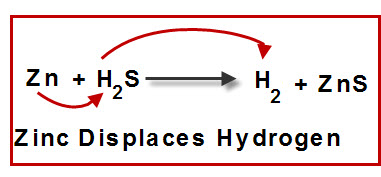 Zn + H₂S ⟶ H₂ + ZnS
Zinc Displaces Hydrogen